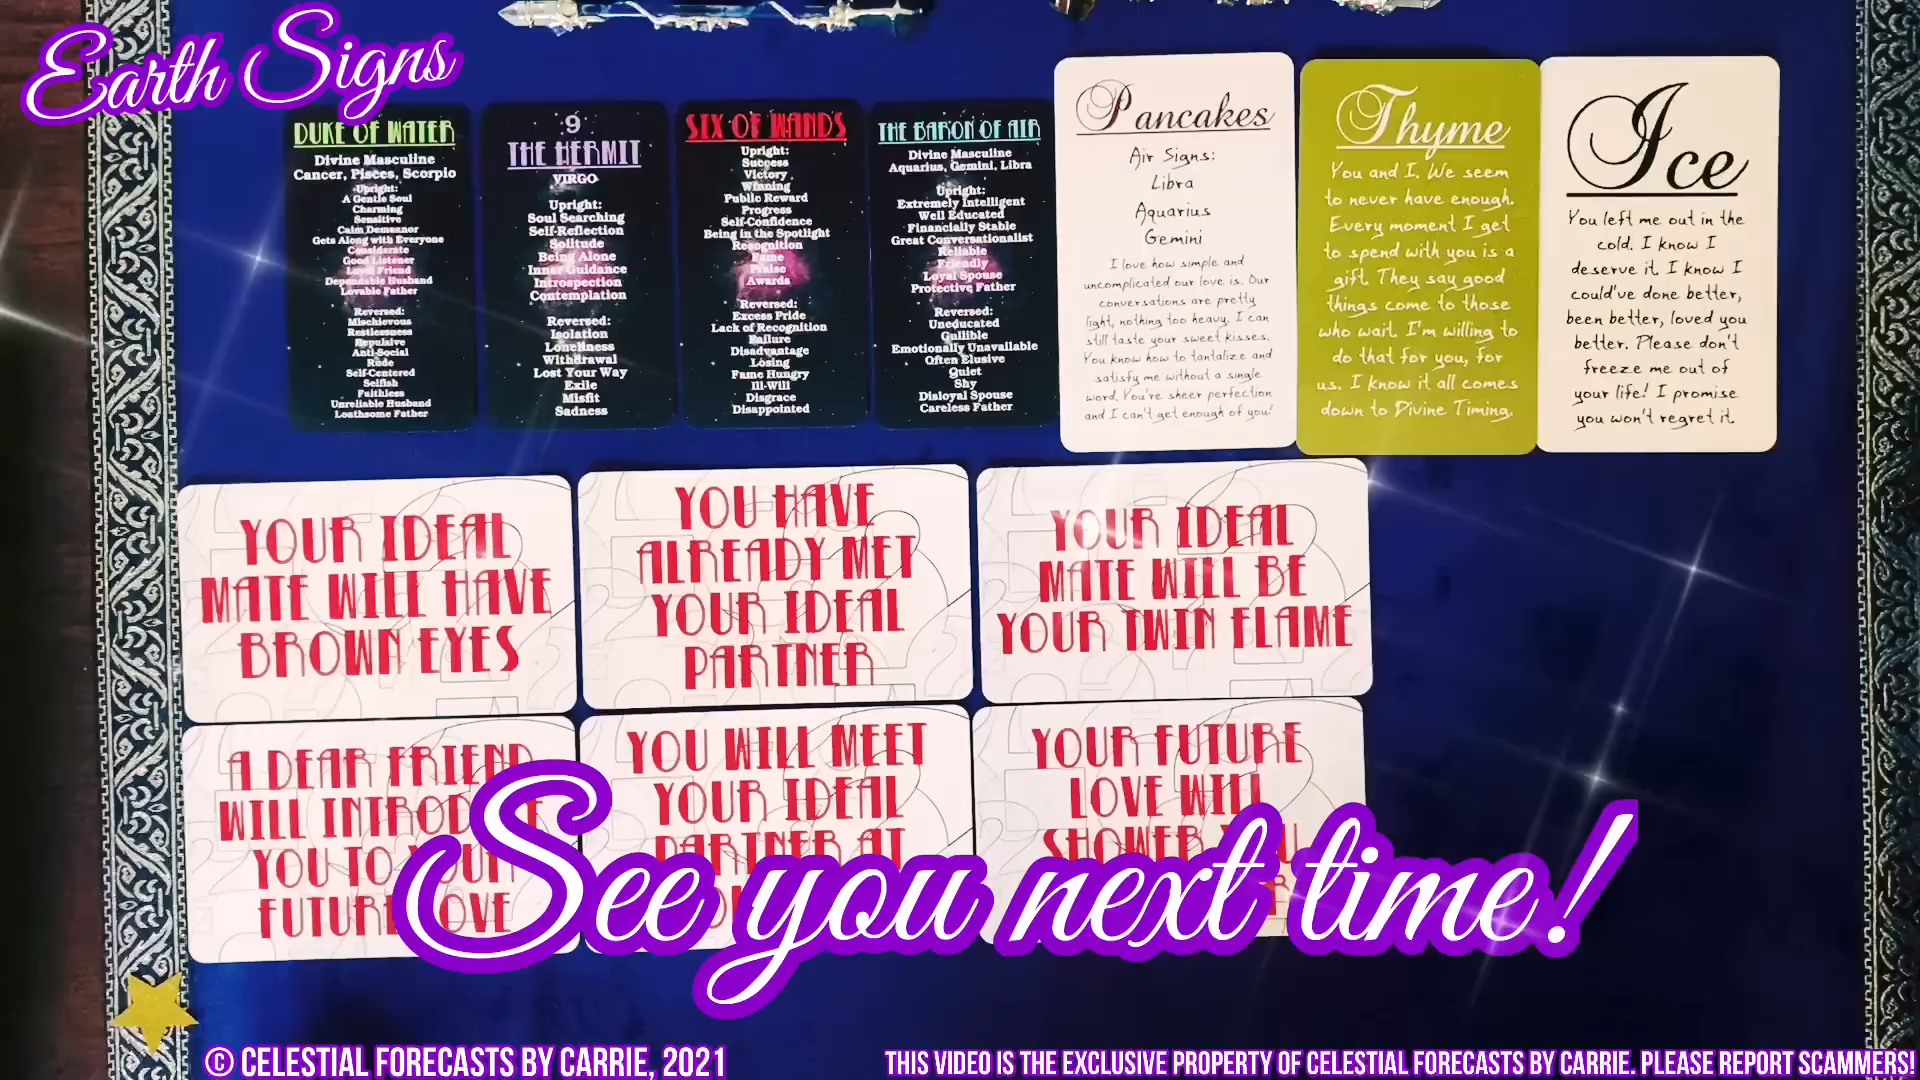 Earth Signs
DUKE OF WATER
Divine Masculine
Cancer, Pisces, Scorpio
Upright:
A Gentle Soul
Charming
Sensitive
Calm Demeanor
Gets Along with Everyone
Considerate
Good Listener
Loyal Friend
Dependable Husband
Lovable Father
Reversed:
Mischievous
Restlessness
Repulsive
Anti-Social
Rude
Self-Centered
Selfish
Faithless
Unreliable Husband
Loathsome Father
9
THE HERMIT
VIRGO
Upright:
Soul Searching
Self-Reflection
Solitude
Being Alone
Inner Guidance
Introspection
Contemplation
Reversed:
Isolation
Loneliness
Withdrawal
Lost Your Way
Exile
Misfit
Sadness
SIX OF WANDS
Upright:
Success
Victory
Winning
Public Reward
Progress
Self-Confidence
Being in the Spotlight
Recognition
Fame
Praise
Awards
Reversed:
Excess Pride
Lack of Recognition
Failure
Disadvantage
Losing
Fame Hungry
Ill-Will
Disgrace
Disappointed
THE BARON OF AIR
Divine Masculine
Aquarius, Gemini, Libra
Upright:
Extremely Intelligent
Well Educated
Financially Stable
Great Conversationalist
Reliable
Friendly
Loyal Spouse
Protective Father
Reversed:
Uneducated
Gullible
Emotionally Unavailable
Often Elusive
Quiet
Shy
Disloyal Spouse
Careless Father
Pancakes
Air Signs:
Libra
Aquarius
Gemini
I love how simple and
uncomplicated our love is. Our
conversations are pretty
light, nothing too heavy. I can
still taste your sweet kisses.
You know how to tantalize and
satisfy me without a single
word. You're sheer perfection
and I can't get enough of you!
Thyme
You and I. We seem
to never have enough.
Every moment I get
to spend with you is a
gift. They say good
things come to those
who wait. I'm willing to
do that for you, for
us. I know it all comes
down to Divine Timing.
Ice
You left me out in the
cold. I know I
deserve it. I know I
could've done better,
been better, loved you
better. Please don't
freeze me out of
your life! I promise
you won't regret it.
YOUR IDEAL
MATE WILL HAVE
BROWN EYES
YOU HAVE
ALREADY MET
YOUR IDEAL
PARTNER
YOUR IDEAL
MATE WILL BE
YOUR TWIN FLAME
A DEAR FRIEND
WILL INTRODUCE
YOU TO YOUR
FUTURE LOVE
YOU WILL MEET
YOUR IDEAL
PARTNER AT
YOUR FUTURE
LOVE WILL
SHOWER YOU
See you next time!
© CELESTIAL FORECASTS BY CARRIE, 2021
THIS VIDEO IS THE EXCLUSIVE PROPERTY OF CELESTIAL FORECASTS BY CARRIE. PLEASE REPORT SCAMMERS!